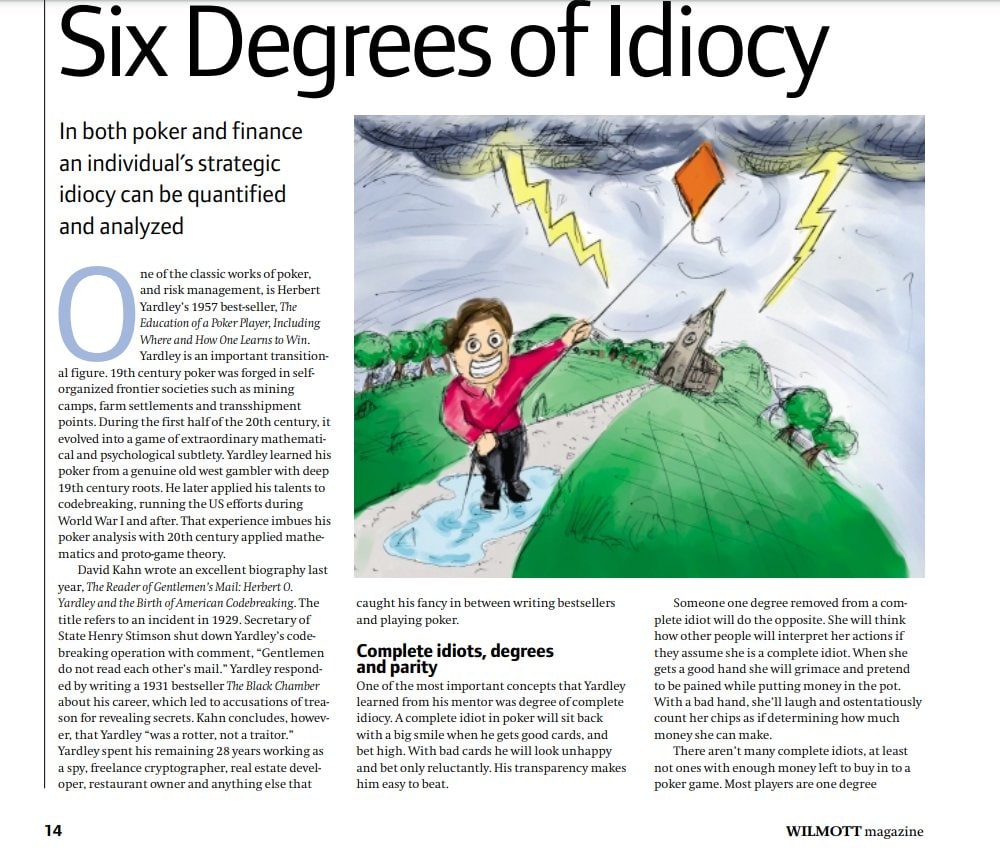 Six Degrees of Idiocy
In both poker and finance
an individual's strategic
idiocy can be quantified
and analyzed
One of the classic works of poker,
and risk management, is Herbert
Yardley's 1957 best-seller, The
Education of a Poker Player, Including
Where and How One Learns to Win.
Yardley is an important transition-
al figure. 19th century poker was forged in self-
organized frontier societies such as mining
camps, farm settlements and transshipment
points. During the first half of the 20th century, it
evolved into a game of extraordinary mathemati-
cal and psychological subtlety. Yardley learned his
poker from a genuine old west gambler with deep
19th century roots. He later applied his talents to
codebreaking, running the US efforts during
World War I and after. That experience imbues his
poker analysis with 20th century applied mathe-
matics and proto-game theory.
David Kahn wrote an excellent biography last
year, The Reader of Gentlemen's Mail: Herbert O.
Yardley and the Birth of American Codebreaking. The
title refers to an incident in 1929. Secretary of
State Henry Stimson shut down Yardley's code-
breaking operation with comment, "Gentlemen
do not read each other's mail." Yardley respond-
ed by writing a 1931 bestseller The Black Chamber
about his career, which led to accusations of trea-
son for revealing secrets. Kahn concludes, howev-
er, that Yardley "was a rotter, not a traitor."
Yardley spent his remaining 28 years working as
a spy, freelance cryptographer, real estate devel-
oper, restaurant owner and anything else that
caught his fancy in between writing bestsellers
and playing poker.
Complete idiots, degrees
and parity
One of the most important concepts that Yardley
learned from his mentor was degree of complete
idiocy. A complete idiot in poker will sit back
with a big smile when he gets good cards, and
bet high. With bad cards he will look unhappy
and bet only reluctantly. His transparency makes
him easy to beat.
Someone one degree removed from a com-
plete idiot will do the opposite. She will think
how other people will interpret her actions if
they assume she is a complete idiot. When she
gets a good hand she will grimace and pretend
to be pained while putting money in the pot.
With a bad hand, she'll laugh and ostentatiously
count her chips as if determining how much
money she can make.
There aren't many complete idiots, at least
not ones with enough money left to buy in to a
poker game. Most players are one degree
14
WILMOTT magazine